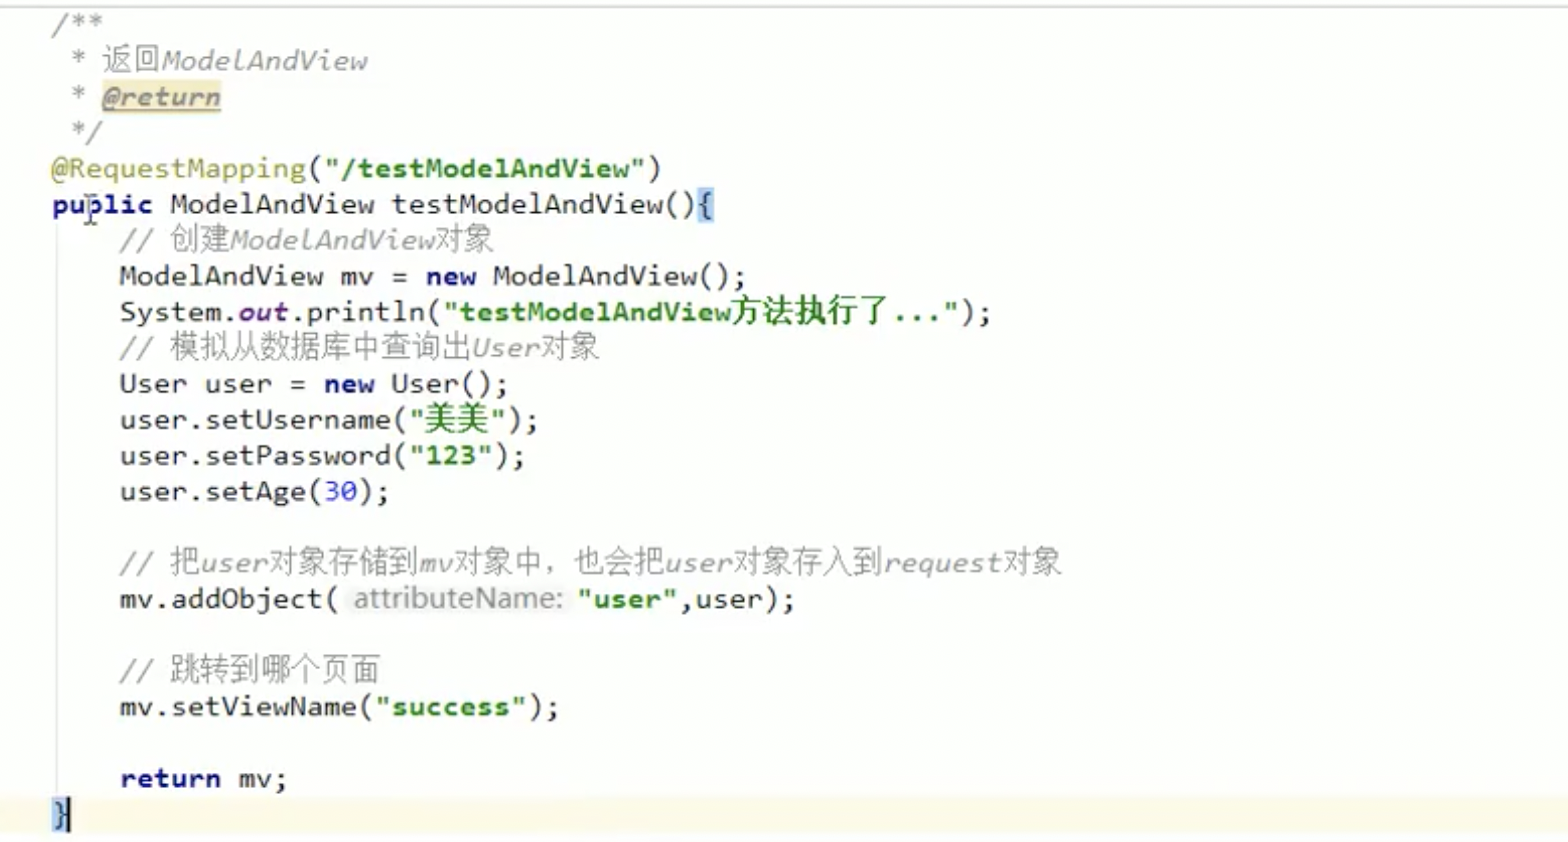 /**
* 返回ModelAndView
* @return
*/
@RequestMapping("/testModelAndView")
public ModelAndView testModelAndView(){
// 创建ModelAndView对象
ModelAndView mv = new ModelAndView();
System.out.println("testModelAndView方法执行了...");
// 模拟从数据库中查询出User对象
User user = new User();
user.setUsername("美美");
user.setPassword("123");
user.setAge(30);
// 把user对象存储到mv对象中，也会把user对象存入到request对象
mv.addObject( attributeName: "user",user);
// 跳转到哪个页面
mv.setViewName("success");
return mv;
}